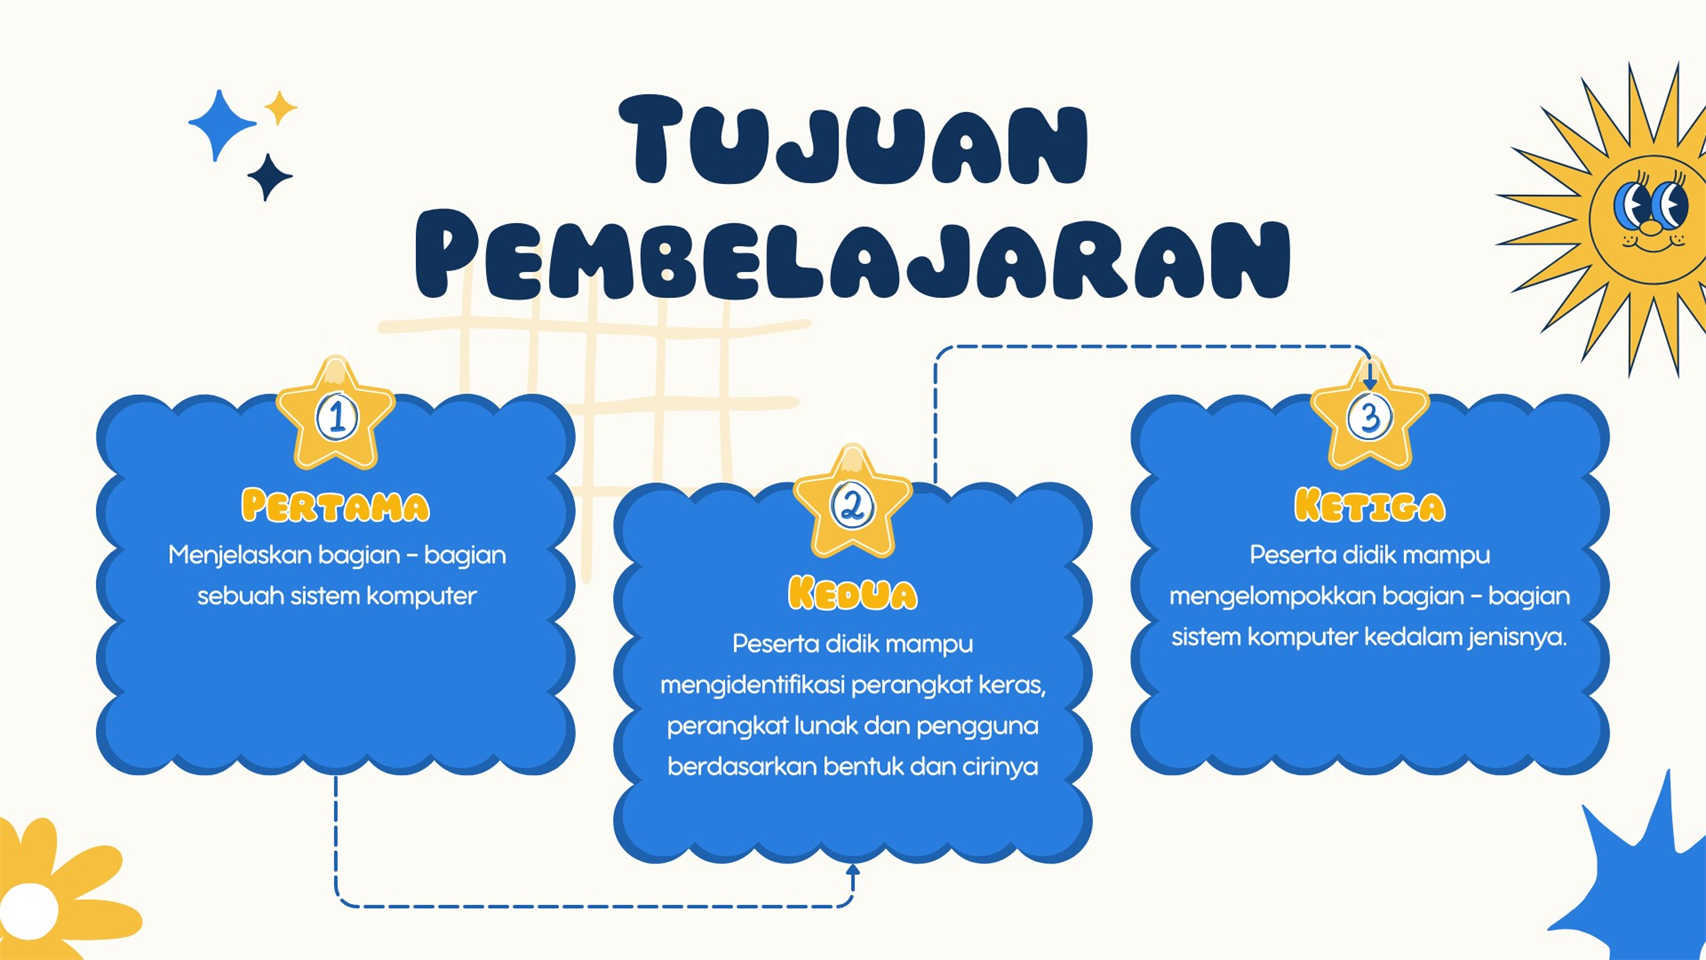 TUJUAN
PEMBELAJARAN
1
PERTAMA
Menjelaskan bagian - bagian
sebuah sistem komputer
2
KEDUA
Peserta didik mampu
mengidentifikasi perangkat keras,
perangkat lunak dan pengguna
berdasarkan bentuk dan cirinya
3
KETIGA
Peserta didik mampu
mengelompokkan bagian - bagian
sistem komputer kedalam jenisnya.